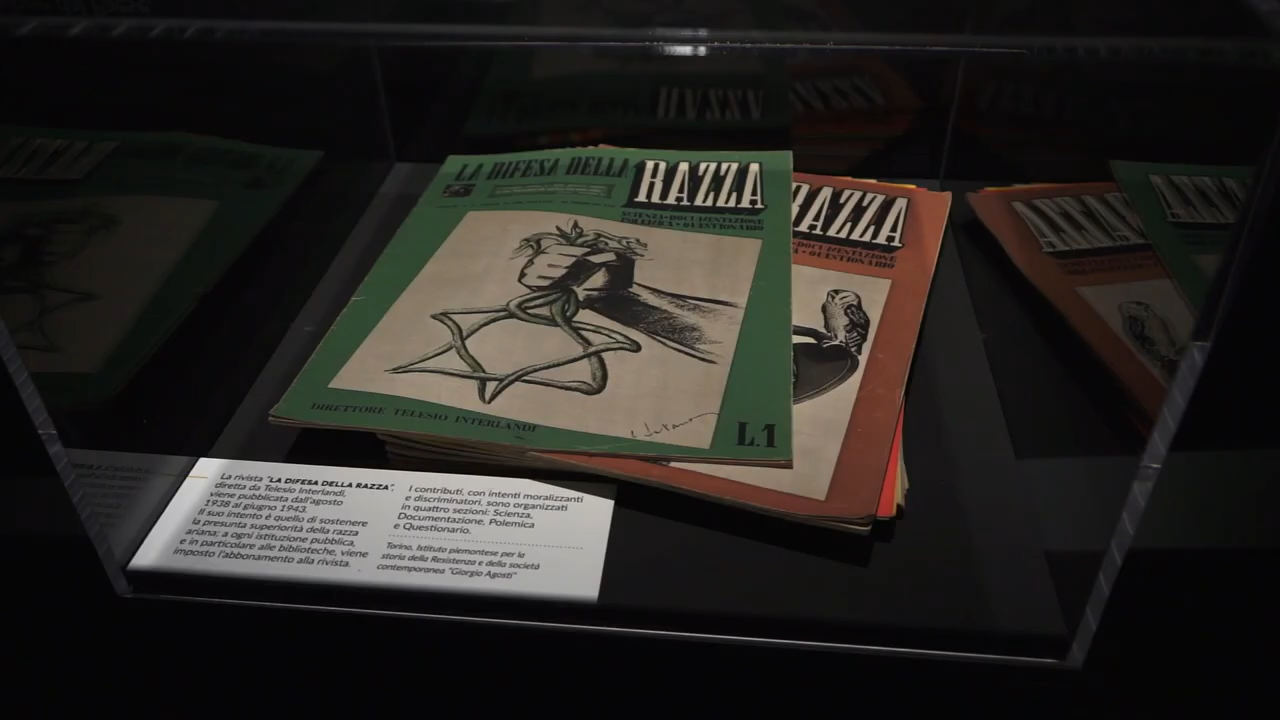 LA DIFESA DELLA RAZZA
SCIENZA • DOCUMENTAZIONE
POLEMICA • QUESTIONARIO
DIRETTORE TELESIO INTERLANDI
L.1
RAZZA
DOCUMENTAZIONE
QUESTIONARIO
La rivista "LA DIFESA DELLA RAZZA",
diretta da Telesio Interlandi,
viene pubblicata dall'agosto
1938 al giugno 1943.
Il suo intento è quello di sostenere
la presunta superiorità della razza
ariana; a ogni istituzione pubblica,
e in particolare alle biblioteche, viene
imposto l'abbonamento alla rivista.
I contributi, con intenti moralizzanti
e discriminatori, sono organizzati
in quattro sezioni: Scienza,
Documentazione, Polemica
e Questionario.
Torino, Istituto piemontese per la
storia della Resistenza e della società
contemporanea "Giorgio Agosti"